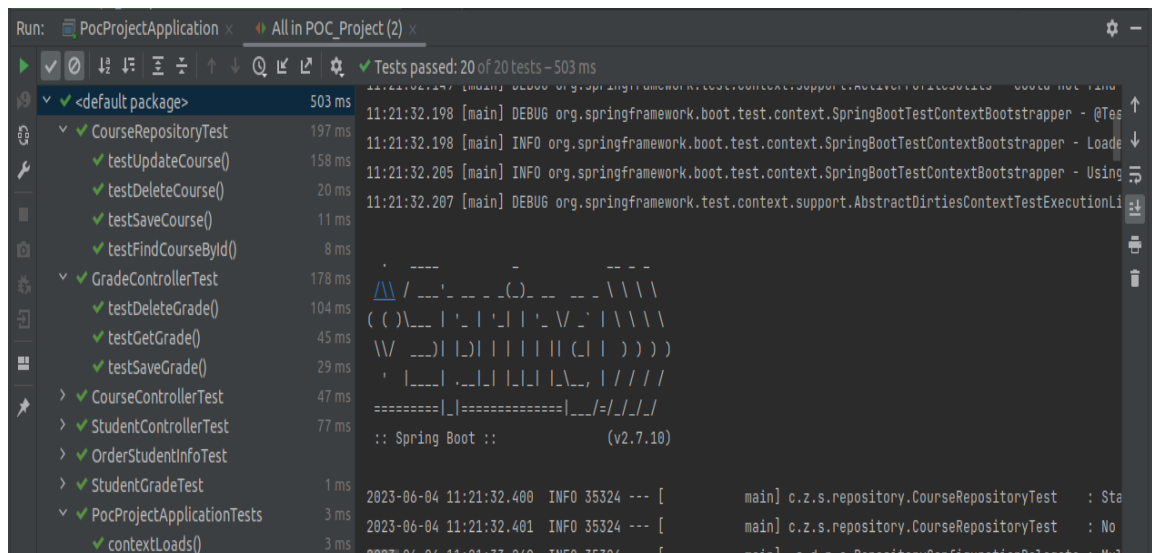 Run: PocProjectApplication × All in POC_Project (2) ×
Tests passed: 20 of 20 tests – 503 ms
<default package> 503 ms
CourseRepositoryTest 197 ms
testUpdateCourse() 158 ms
testDeleteCourse() 20 ms
testSaveCourse() 11 ms
testFindCourseById() 8 ms
GradeControllerTest 178 ms
testDeleteGrade() 104 ms
testGetGrade() 45 ms
testSaveGrade() 29 ms
CourseControllerTest 47 ms
StudentControllerTest 77 ms
OrderStudentInfoTest
StudentGradeTest 1 ms
PocProjectApplicationTests 3 ms
contextLoads() 3 ms
11:21:32.198 [main] DEBUG org.springframework.boot.test.context.SpringBootTestContextBootstrapper - @Tes
11:21:32.198 [main] INFO org.springframework.boot.test.context.SpringBootTestContextBootstrapper - Loade
11:21:32.205 [main] INFO org.springframework.boot.test.context.SpringBootTestContextBootstrapper - Using
11:21:32.207 [main] DEBUG org.springframework.test.context.support.AbstractDirtiesContextTestExecutionLi
:: Spring Boot :: (v2.7.10)
2023-06-04 11:21:32.400 INFO 35324 --- [ main] c.z.s.repository.CourseRepositoryTest : Sta
2023-06-04 11:21:32.401 INFO 35324 --- [ main] c.z.s.repository.CourseRepositoryTest : No